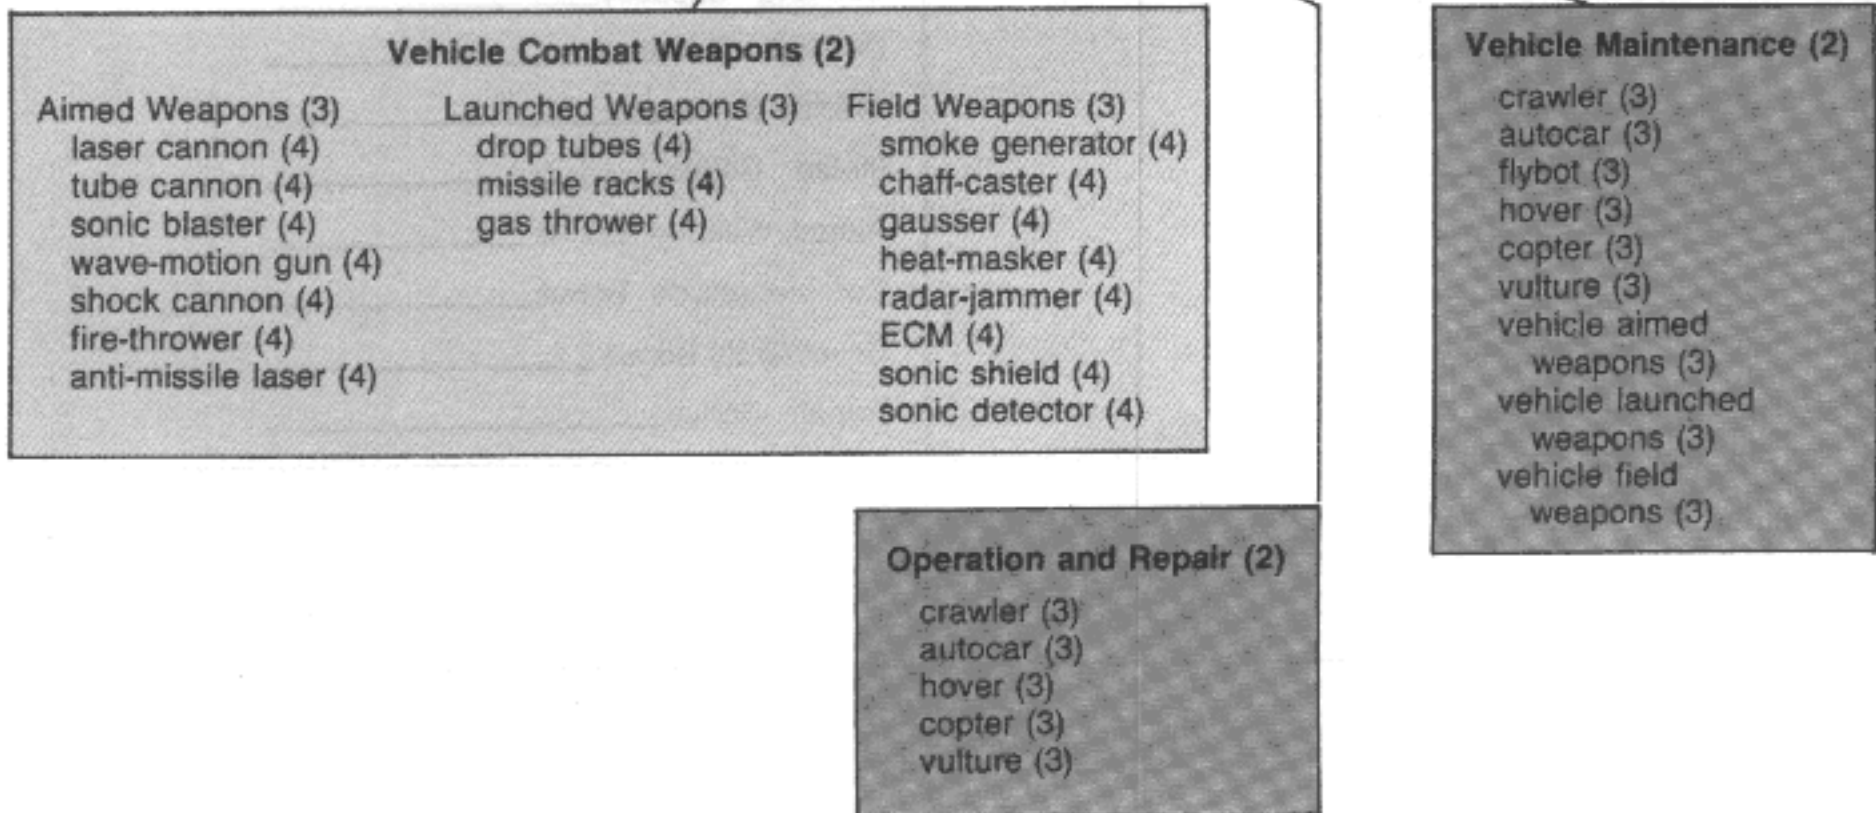 Vehicle Combat Weapons (2)
Aimed Weapons (3)
laser cannon (4)
tube cannon (4)
sonic blaster (4)
wave-motion gun (4)
shock cannon (4)
fire-thrower (4)
anti-missile laser (4)
Launched Weapons (3)
drop tubes (4)
missile racks (4)
gas thrower (4)
Field Weapons (3)
smoke generator (4)
chaff-caster (4)
gausser (4)
heat-masker (4)
radar-jammer (4)
ECM (4)
sonic shield (4)
sonic detector (4)
Vehicle Maintenance (2)
crawler (3)
autocar (3)
flybot (3)
hover (3)
copter (3)
vulture (3)
vehicle aimed
weapons (3)
vehicle launched
weapons (3)
vehicle field
weapons (3)
Operation and Repair (2)
crawler (3)
autocar (3)
hover (3)
copter (3)
vulture (3)